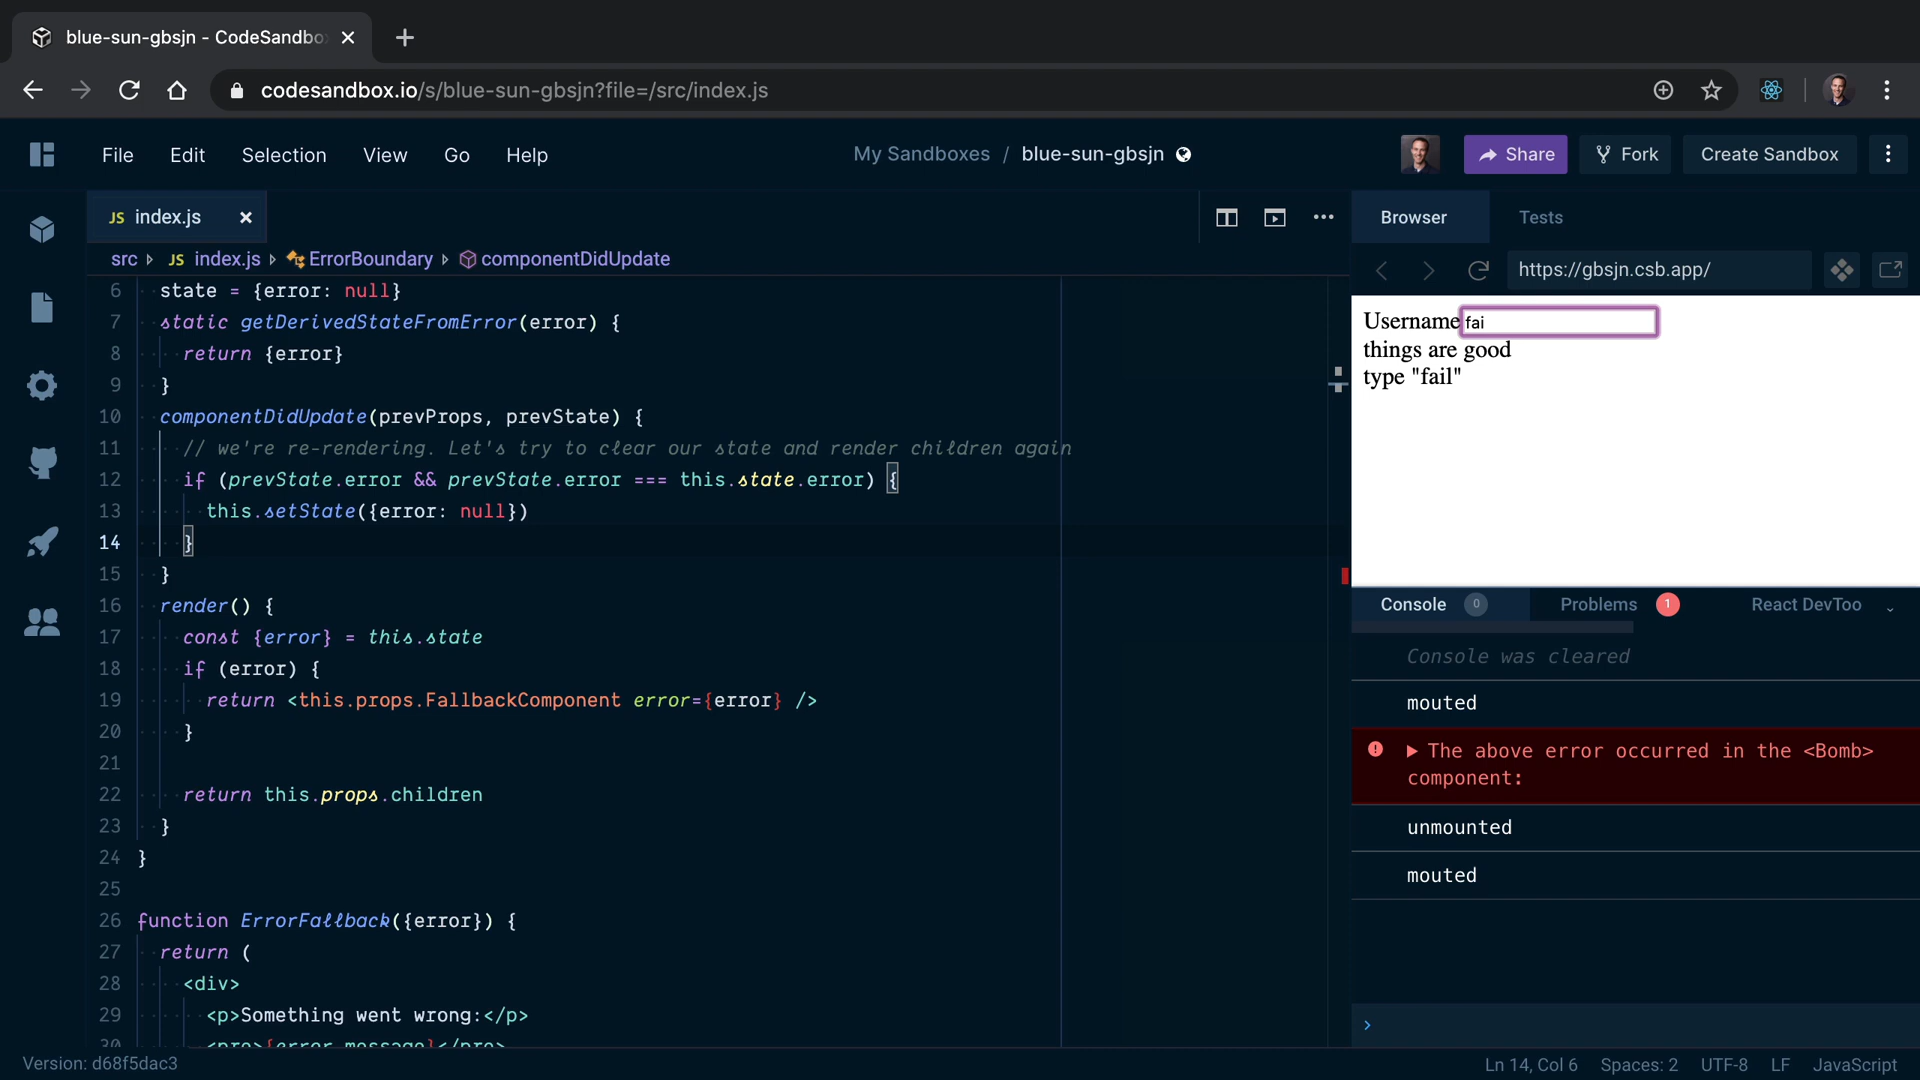 blue-sun-gbsjn - CodeSandbo
codesandbox.io/s/blue-sun-gbsjn?file=/src/index.js
File Edit Selection View Go Help
My Sandboxes / blue-sun-gbsjn
Share
Fork
Create Sandbox
JS index.js
src JS index.js ErrorBoundary componentDidUpdate
6 state = {error: null}
7 static getDerivedStateFromError(error) {
8 return {error}
9 }
10 componentDidUpdate(prevProps, prevState) {
11 // we're re-rendering. Let's try to clear our state and render children again
12 if (prevState.error && prevState.error === this.state.error) {
13 this.setState({error: null})
14 }
15 }
16 render() {
17 const {error} = this.state
18 if (error) {
19 return <this.props.FallbackComponent error={error} />
20 }
21
22 return this.props.children
23 }
24 }
25
26 function ErrorFallback({error}) {
27 return (
28 <div>
29 <p>Something went wrong:</p>
30 <pre>{error.message}</pre>
Browser Tests
https://gbsjn.csb.app/
Username fai
things are good
type "fail"
Console 0 Problems 1 React DevToo
Console was cleared
mouted
The above error occurred in the <Bomb>
component:
unmounted
mouted
Version: d68f5dac3
Ln 14, Col 6 Spaces: 2 UTF-8 LF JavaScript